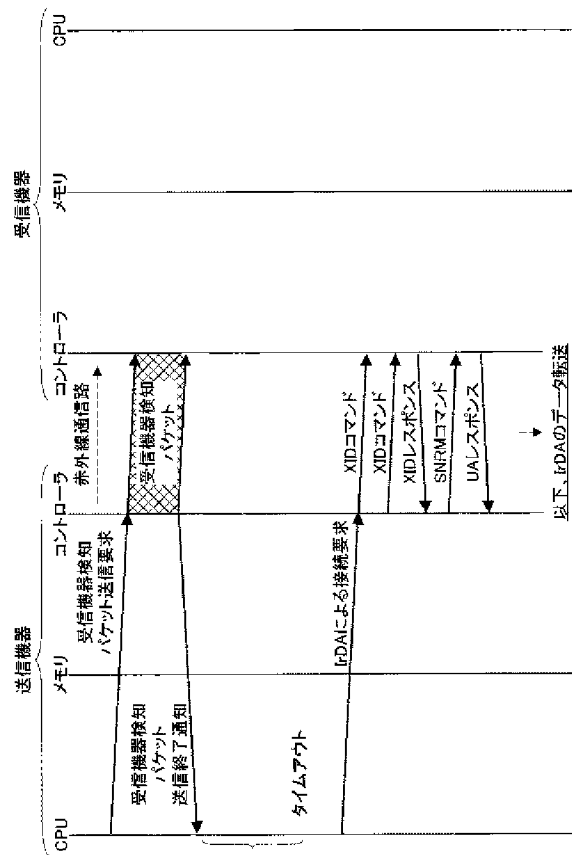 送信機器
受信機器
CPU
メモリ
コントローラ
コントローラ
メモリ
CPU
赤外線通信路
受信機器検知
パケット送信要求
受信機器検知
パケット
受信機器検知
パケット
送信終了通知
タイムアウト
IrDAによる接続要求
XIDコマンド
XIDコマンド
XIDレスポンス
SNRMコマンド
UAレスポンス
以下、IrDAのデータ転送